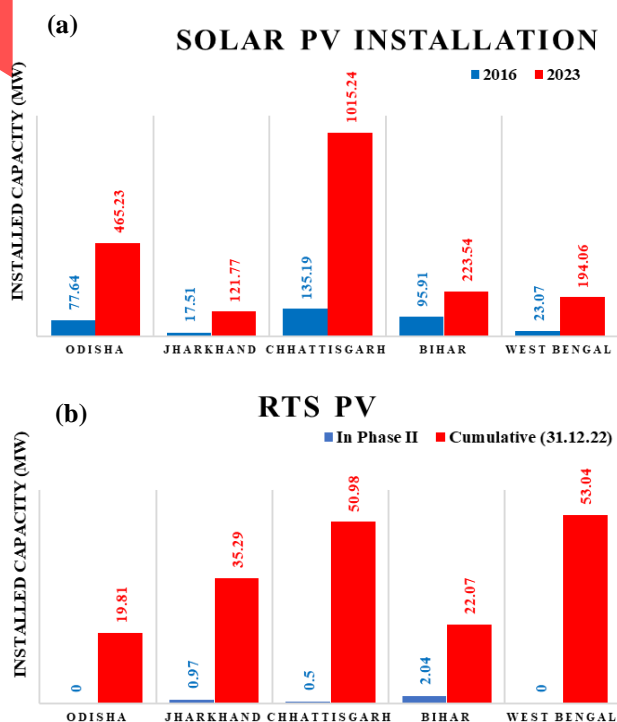 (a)
SOLAR PV INSTALLATION
2016 2023
INSTALLED CAPACITY (MW)
77.64 465.23 17.51 121.77 135.19 1015.24 95.91 223.54 23.07 194.06
ODISHA JHARKHAND CHHATTISGARH BIHAR WEST BENGAL
(b)
RTS PV
In Phase II Cumulative (31.12.22)
INSTALLED CAPACITY (MW)
0 19.81 0.97 35.29 0.5 50.98 2.04 22.07 0 53.04
ODISHA JHARKHAND CHHATTISGARH BIHAR WEST BENGAL